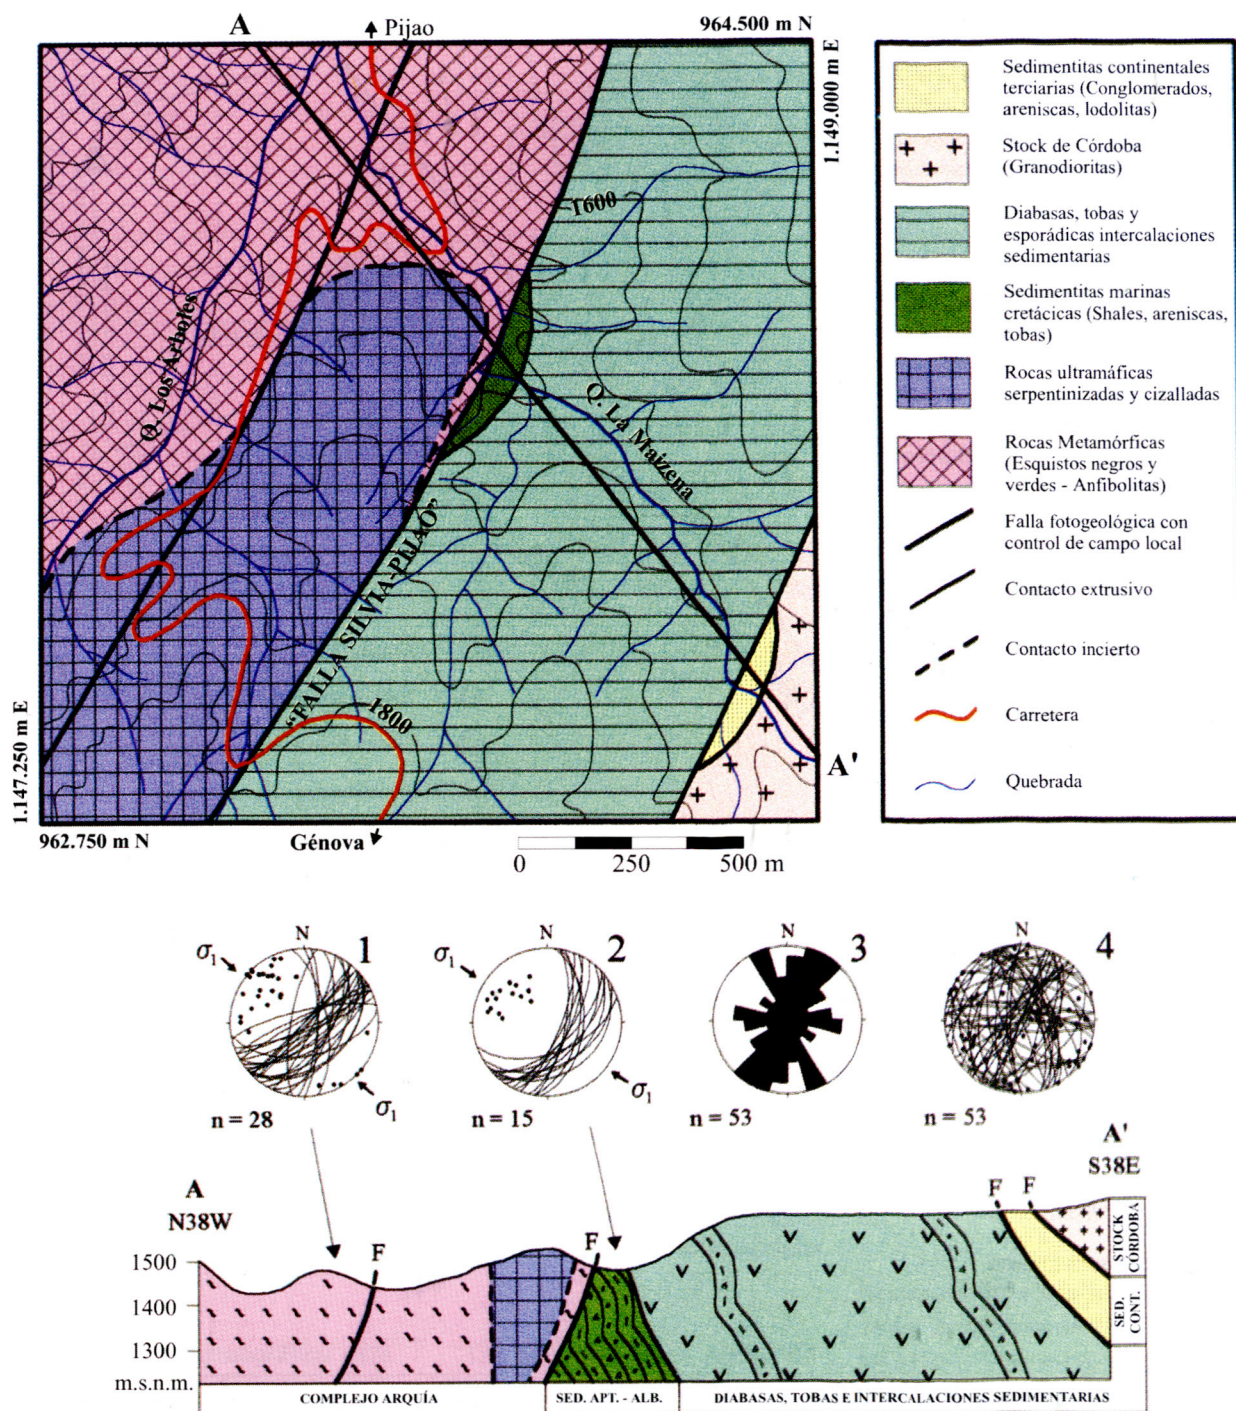 A
Pijao
964.500 m N
1.149.000 m E
1600
Q. Los Árboles
Q. La Maizena
“FALLA SILVIA-PIJAO”
1800
A'
1.147.250 m E
962.750 m N
Génova
0 250 500 m
Sedimentitas continentales
terciarias (Conglomerados,
areniscas, lodolitas)
Stock de Córdoba
(Granodioritas)
Diabasas, tobas y
esporádicas intercalaciones
sedimentarias
Sedimentitas marinas
cretácicas (Shales, areniscas,
tobas)
Rocas ultramáficas
serpentinizadas y cizalladas
Rocas Metamórficas
(Esquistos negros y
verdes - Anfibolitas)
Falla fotogeológica con
control de campo local
Contacto extrusivo
Contacto incierto
Carretera
Quebrada
N 1
σ1
σ1
n = 28
N 2
σ1
σ1
n = 15
N 3
n = 53
N 4
n = 53
A
N38W
A'
S38E
F
F
F F
1500
1400
1300
m.s.n.m.
STOCK
CÓRDOBA
SED.
CONT.
COMPLEJO ARQUÍA
SED. APT. - ALB.
DIABASAS, TOBAS E INTERCALACIONES SEDIMENTARIAS